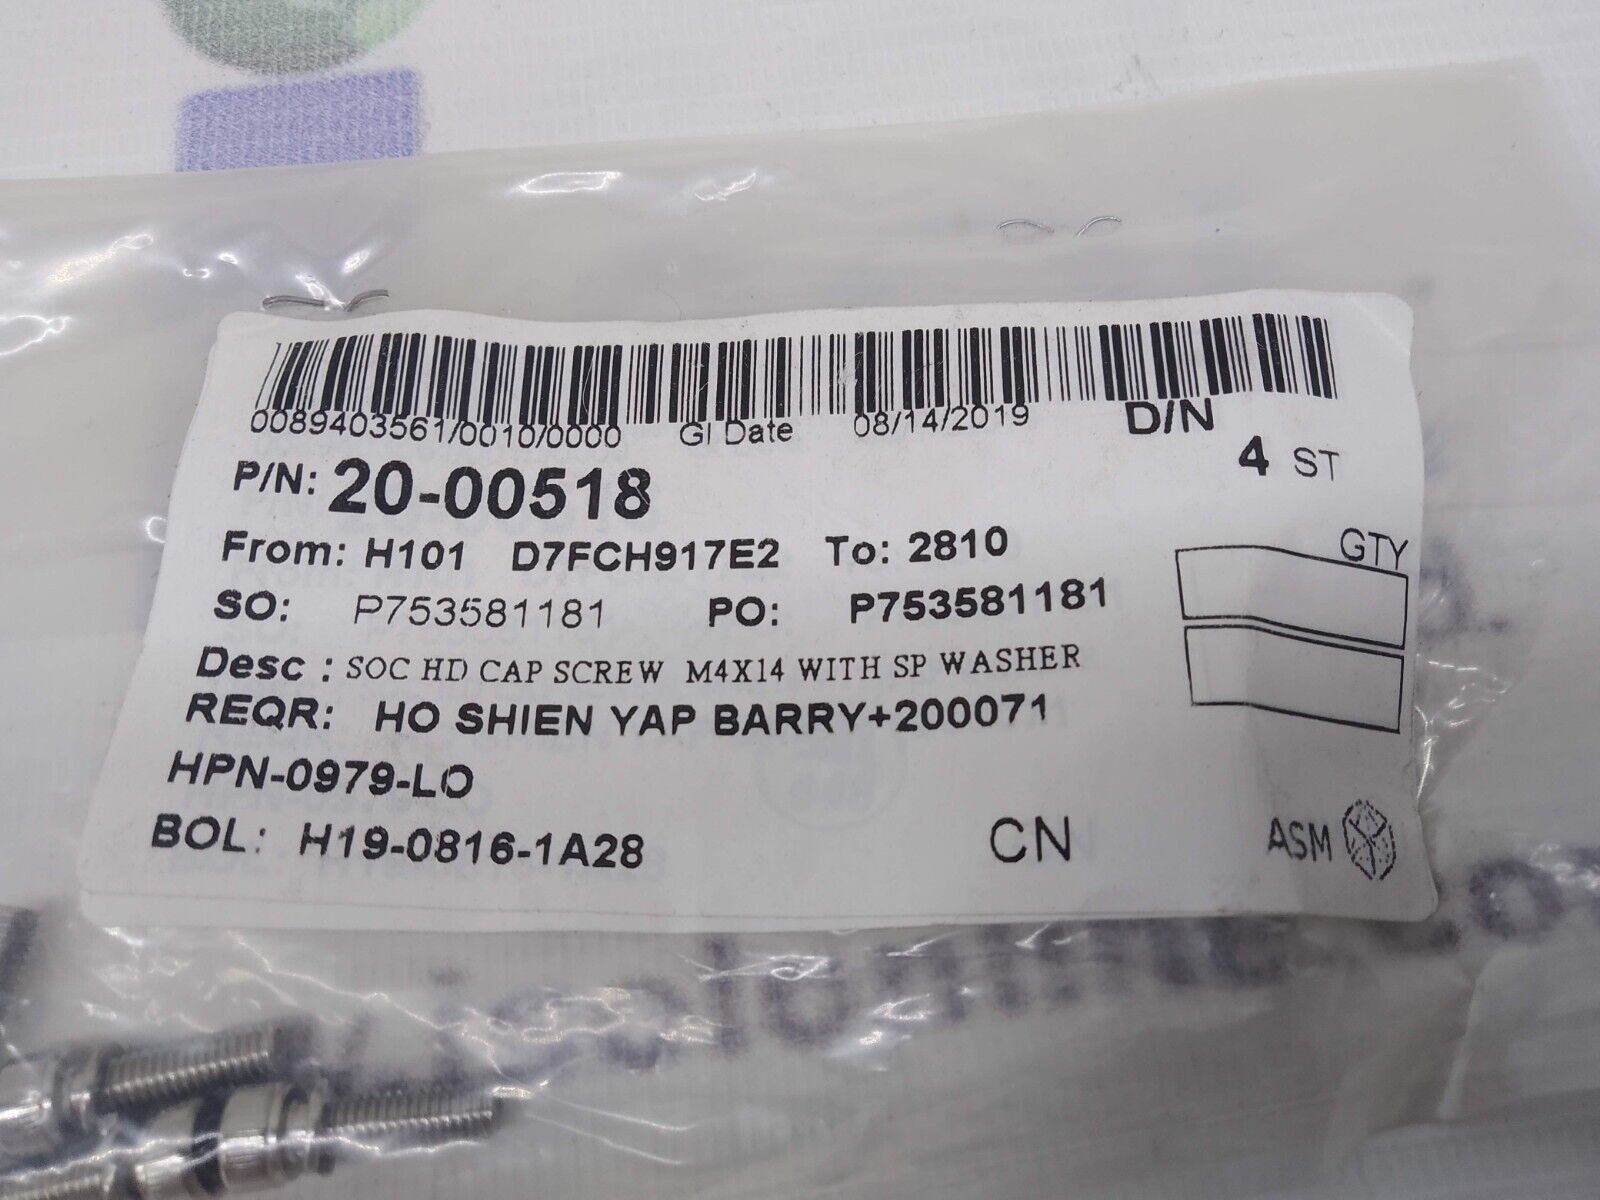 0089403561/0010/0000 GI Date 08/14/2019 D/N
4 ST
P/N: 20-00518
From: H101 D7FCH917E2 To: 2810
GTY
SO: P753581181 PO: P753581181
Desc : SOC HD CAP SCREW M4X14 WITH SP WASHER
REQR: HO SHIEN YAP BARRY+200071
HPN-0979-LO
BOL: H19-0816-1A28
CN
ASM